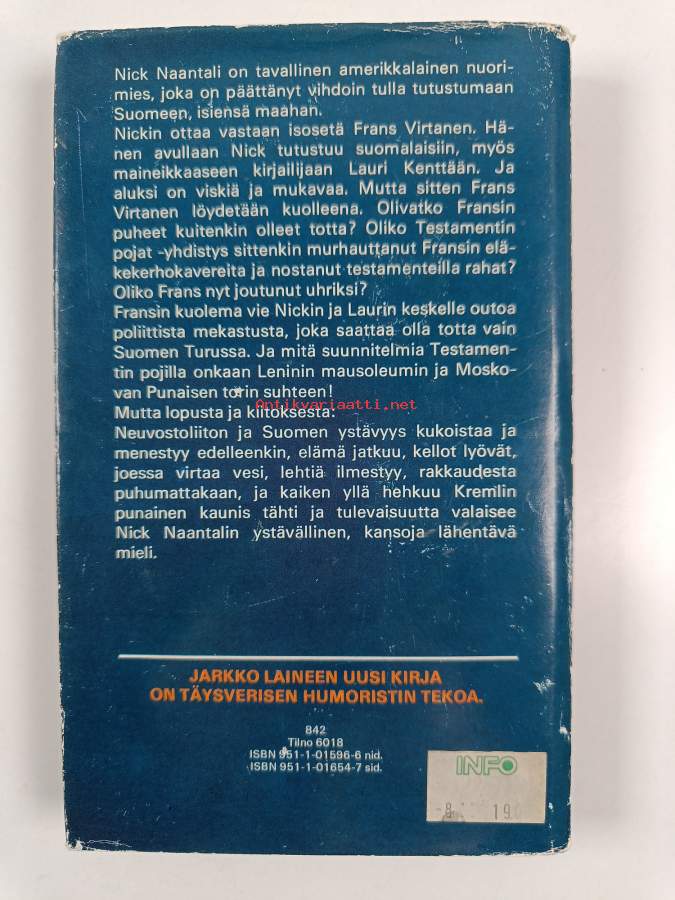 Nick Naantali on tavallinen amerikkalainen nuori-
mies, joka on päättänyt vihdoin tulla tutustumaan
Suomeen, isiensä maahan.
Nickin ottaa vastaan isosetä Frans Virtanen. Hä-
nen avullaan Nick tutustuu suomalaisiin, myös
maineikkaaseen kirjailijaan Lauri Kenttään. Ja
aluksi on viskiä ja mukavaa. Mutta sitten Frans
Virtanen löydetään kuolleena. Olivatko Fransin
puheet kuitenkin olleet totta? Oliko Testamentin
pojat -yhdistys sittenkin murhauttanut Fransin elä-
kekerhokavereita ja nostanut testamenteilla rahat?
Oliko Frans nyt joutunut uhriksi?
Fransin kuolema vie Nickin ja Laurin keskelle outoa
poliittista mekastusta, joka saattaa olla totta vain
Suomen Turussa. Ja mitä suunnitelmia Testamen-
tin pojilla onkaan Leninin mausoleumin ja Mosko-
van Punaisen torin suhteen!
Antikvariaatti.net
Mutta lopusta ja kiitoksesta:
Neuvostoliiton ja Suomen ystävyys kukoistaa ja
menestyy edelleenkin, elämä jatkuu, kellot lyövät,
joessa virtaa vesi, lehtiä ilmestyy, rakkaudesta
puhumattakaan, ja kaiken yllä hehkuu Kremlin
punainen kaunis tähti ja tulevaisuutta valaisee
Nick Naantalin ystävällinen, kansoja lähentävä
mieli.
JARKKO LAINEEN UUSI KIRJA
ON TÄYSVERISEN HUMORISTIN TEKOA.
842
Tilno 6018
ISBN 951-1-01596-6 nid.
ISBN 951-1-01654-7 sid.
INFO